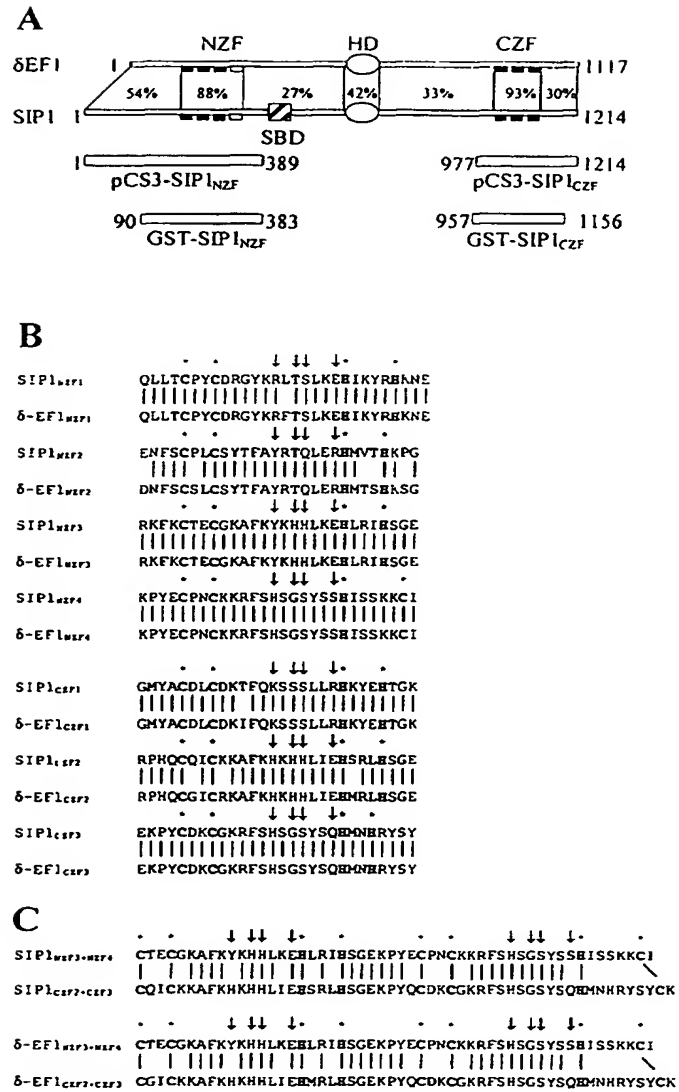 A
NZF HD CZF
δEF1 1 1117
54% 88% 27% 42% 33% 93% 30%
SIP1 1 1214
SBD
1 389 977 1214
pCS3-SIP1NZF pCS3-SIP1CZF
90 383 957 1156
GST-SIP1NZF GST-SIP1CZF
B
SIP1NZF1 QLLTCPYCDRGYKRLTSLKEHIKYRHKNE
δ-EF1NZF1 QLLTCPYCDRGYKRFTSLKEHIKYRHKNE
SIP1NZF2 ENFSCPLCSYTFAYRTQLERHMVTHKPG
δ-EF1NZF2 DNFSCSLCSYTFAYRTQLERHMTSHKSG
SIP1NZF3 RKFKCTECGKAFKYKHHLKEHLRIHSGE
δ-EF1NZF3 RKFKCTECGKAFKYKHHLKEHLRIHSGE
SIP1NZF4 KPYECPNCKKRFSHSGSYSSHISSKKCI
δ-EF1NZF4 KPYECPNCKKRFSHSGSYSSHISSKKCI
SIP1CZF1 GMYACDLCDKTFQKSSSLLRHKYEHTGK
δ-EF1CZF1 GMYACDLCDKIFQKSSSLLRHKYEHTGK
SIP1CZF2 RPHQCQICKKAFKHKHHLIEHSRLHSGE
δ-EF1CZF2 RPHQCGICRKAFKHKHHLIEHMRLHSGE
SIP1CZF3 EKPYCDKCGKRFSHSGSYSQHMNHRYSY
δ-EF1CZF3 EKPYCDKCGKRFSHSGSYSQHMNHRYSY
C
SIP1NZF3+NZF4 CTECGKAFKYKHHLKEHLRIHSGEKPYECPNCKKRFSHSGSYSSHISSKKCI
SIP1CZF2+CZF3 CQICKKAFKHKHHLIEHSRLHSGEKPYQCDKCGKRFSHSGSYSQHMNHRYSYCK
δ-EF1NZF3+NZF4 CTECGKAFKYKHHLKEHLRIHSGEKPYECPNCKKRFSHSGSYSSHISSKKCI
δ-EF1CZF2+CZF3 CGICKKAFKHKHHLIEHMRLHSGEKPYQCDKCGKRFSHSGSYSQHMNHRYSYCK